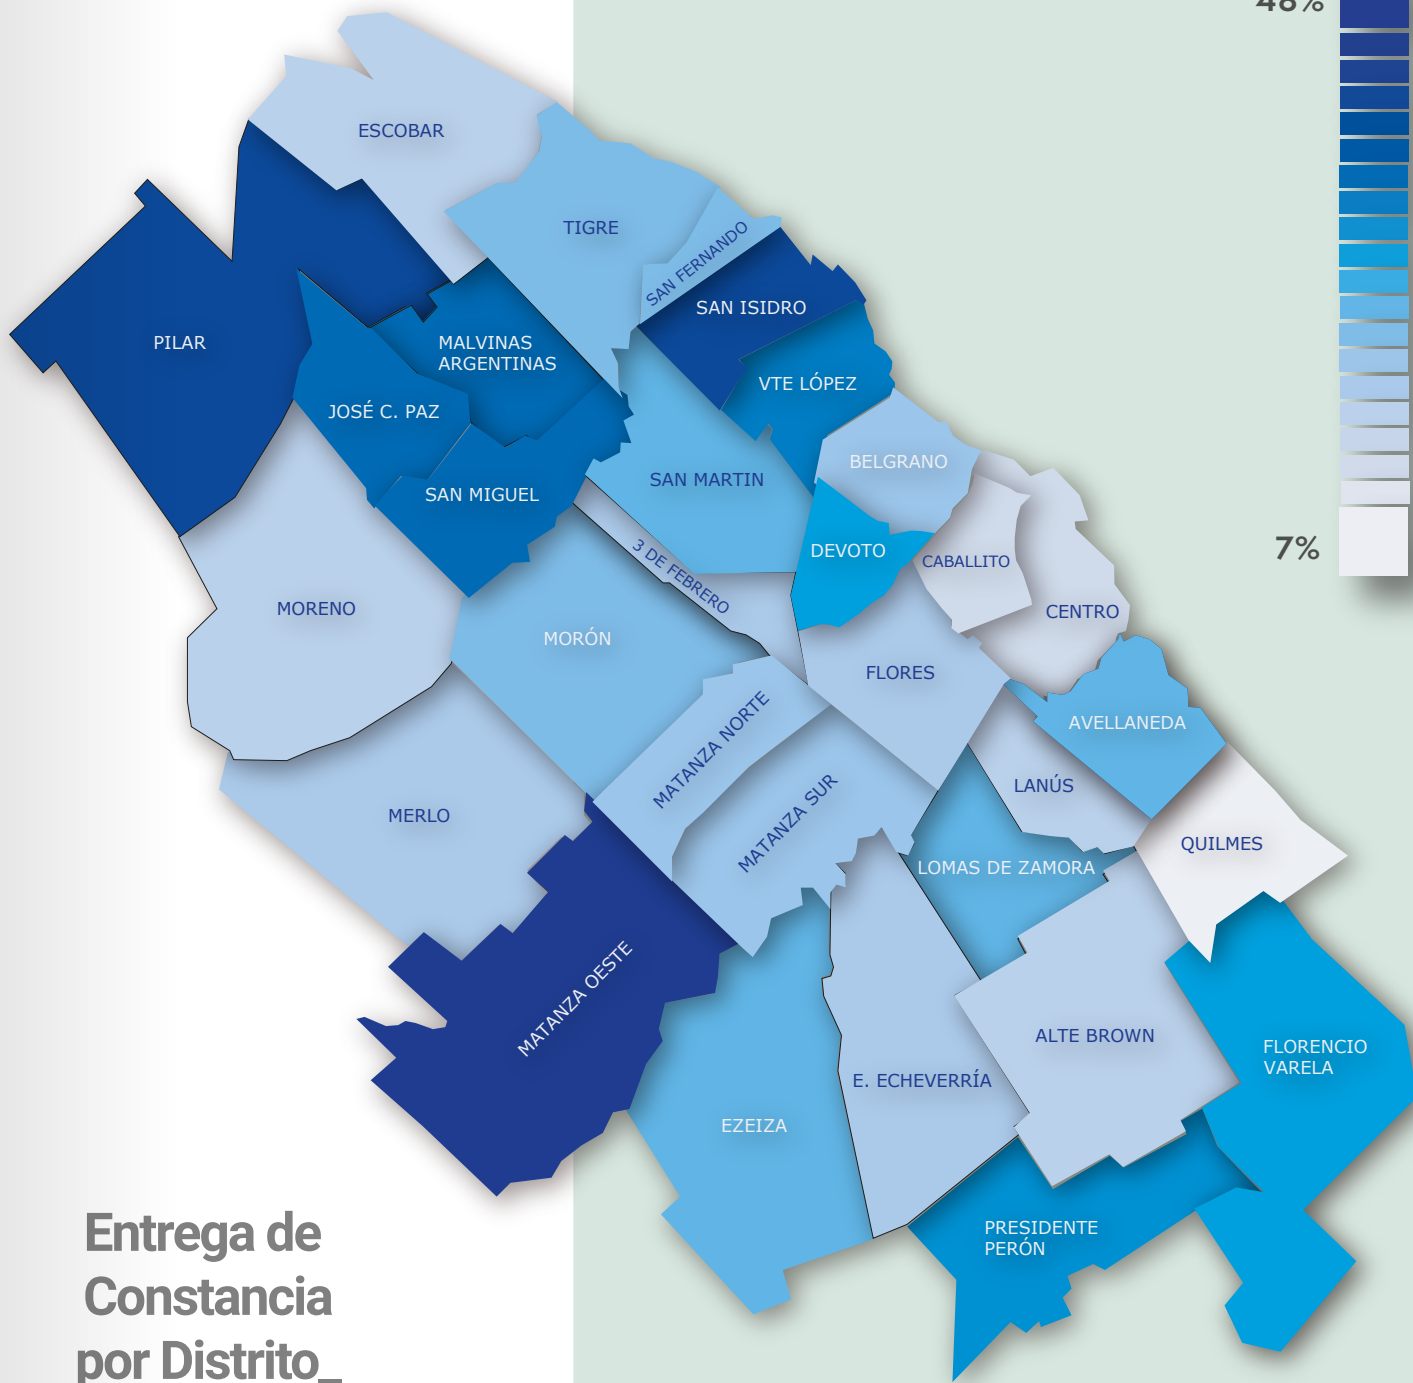 48%
ESCOBAR
TIGRE
SAN FERNANDO
SAN ISIDRO
PILAR
MALVINAS
ARGENTINAS
VTE LÓPEZ
JOSÉ C. PAZ
BELGRANO
SAN MARTIN
SAN MIGUEL
3 DE FEBRERO
DEVOTO
CABALLITO
7%
MORENO
MORÓN
CENTRO
FLORES
AVELLANEDA
MATANZA NORTE
LANÚS
MERLO
MATANZA SUR
QUILMES
LOMAS DE ZAMORA
MATANZA OESTE
ALTE BROWN
FLORENCIO
VARELA
E. ECHEVERRÍA
EZEIZA
PRESIDENTE
PERÓN
Entrega de
Constancia
por Distrito_